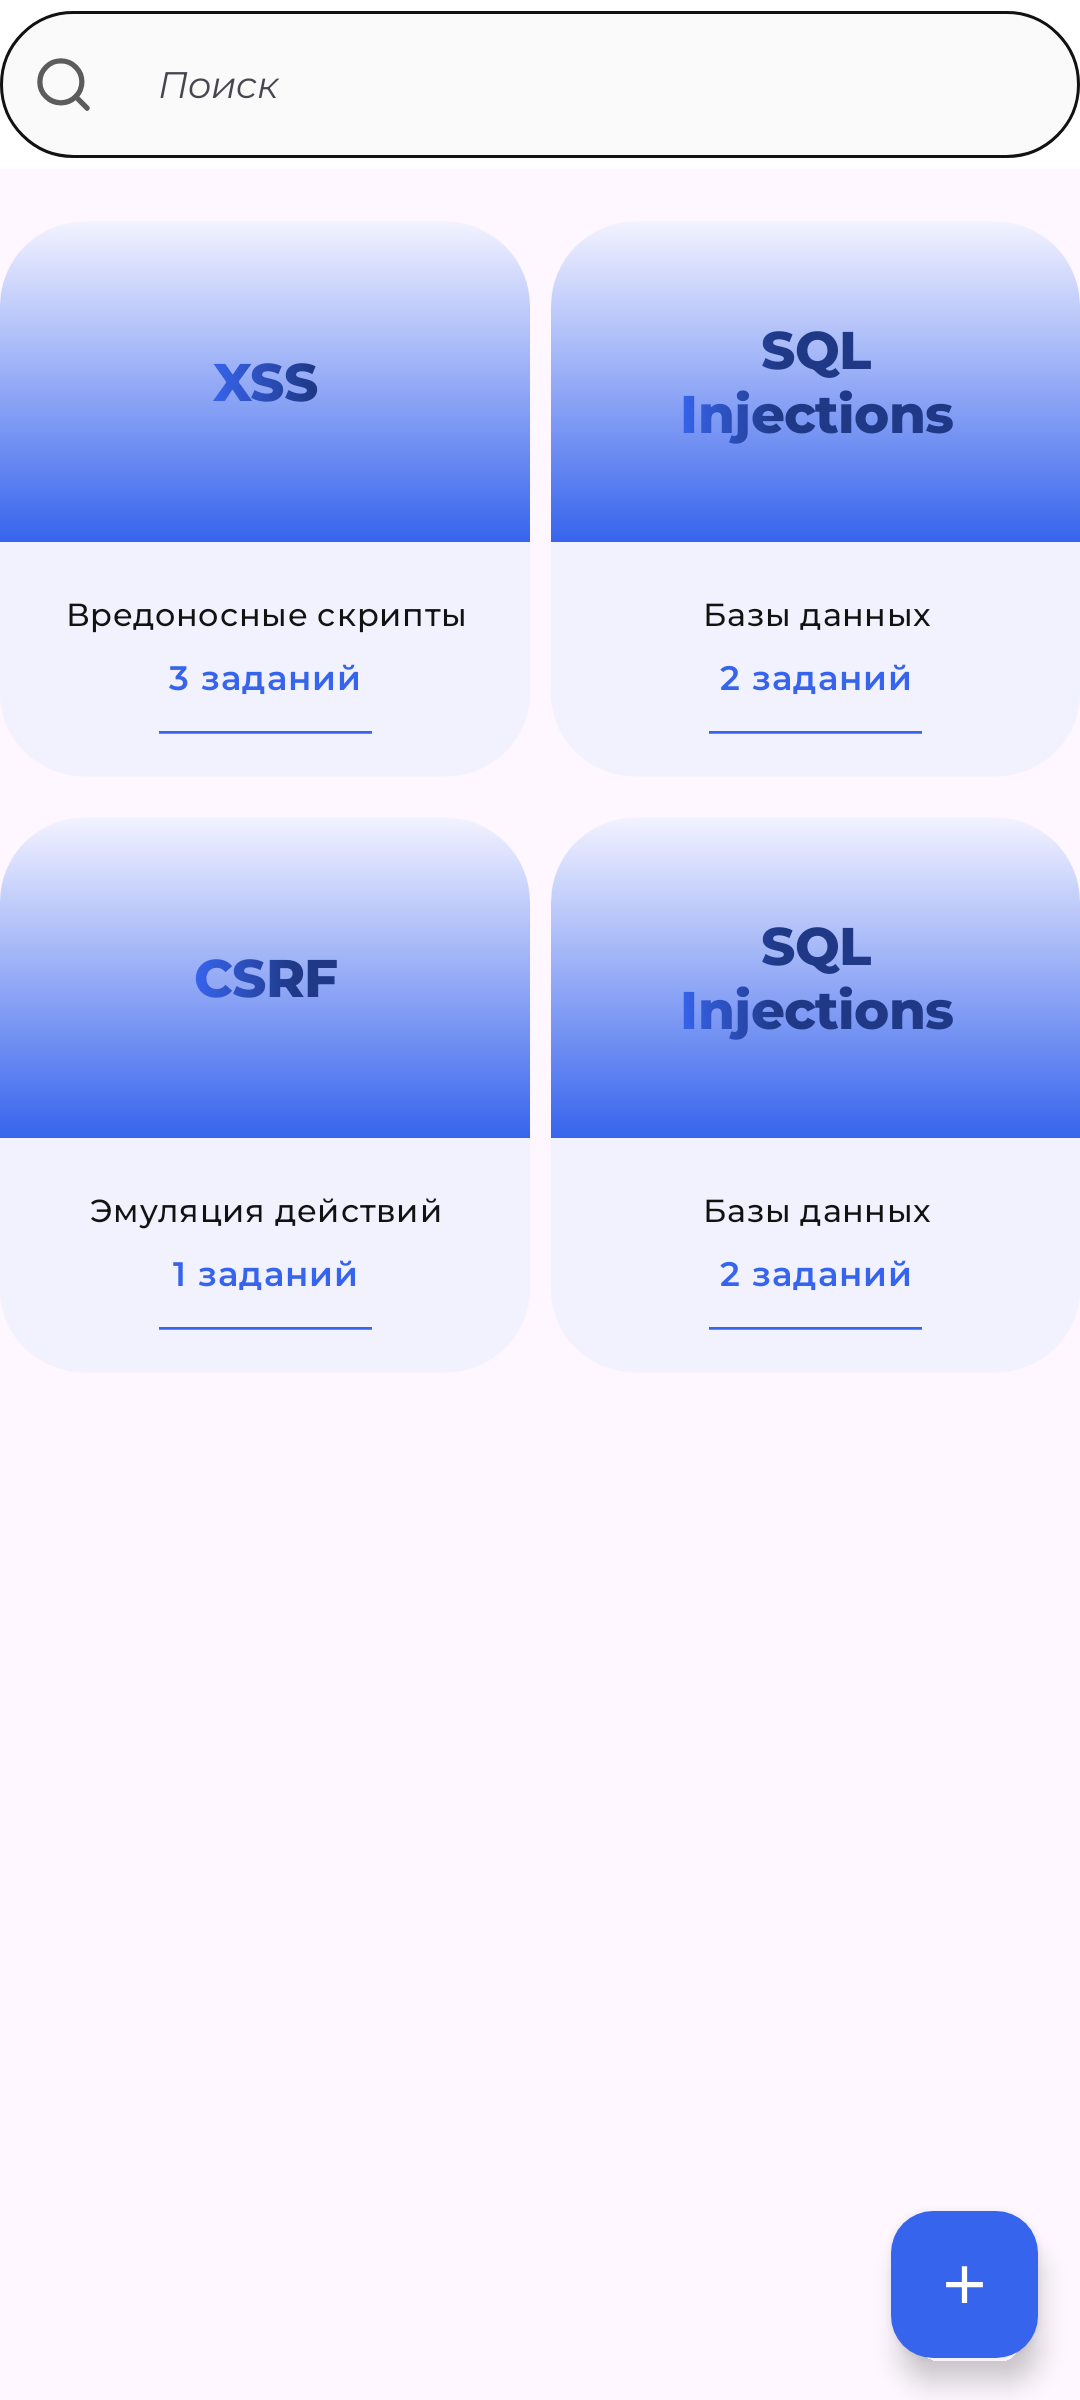 Поиск
XSS
Вредоносные скрипты
3 заданий
SQL
Injections
Базы данных
2 заданий
CSRF
Эмуляция действий
1 заданий
SQL
Injections
Базы данных
2 заданий